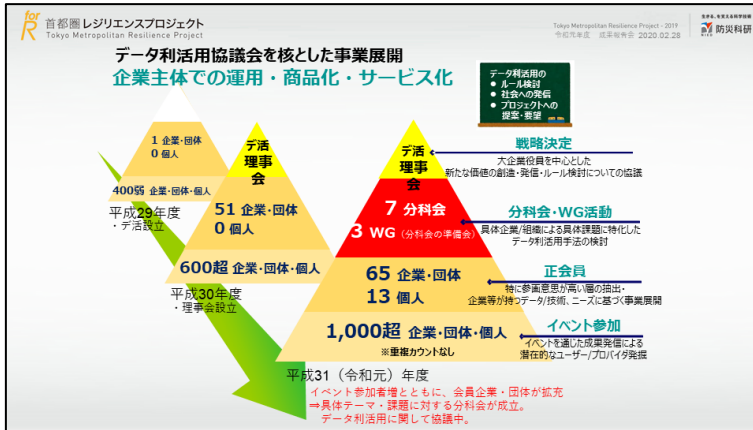 for R 首都圏レジリエンスプロジェクト
Tokyo Metropolitan Resilience Project
Tokyo Metropolitan Resilience Project - 2019
令和元年度 成果報告会 2020.02.28
生きる、を支える科学技術
NIED 防災科研
データ利活用協議会を核とした事業展開
企業主体での運用・商品化・サービス化
データ利活用の
● ルール検討
● 社会への発信
● プロジェクトへの
提案・要望
1 企業・団体
0 個人
400弱 企業・団体・個人
平成29年度
・デ活設立
デ活
理事
会
51 企業・団体
0 個人
600超 企業・団体・個人
平成30年度
・理事会設立
デ活
理事
会
7 分科会
3 WG（分科会の準備会）
65 企業・団体
13 個人
1,000超 企業・団体・個人
※重複カウントなし
平成31（令和元）年度
戦略決定
大企業役員を中心とした
新たな価値の創造・発信・ルール検討についての協議
分科会・WG活動
具体企業/組織による具体課題に特化した
データ利活用手法の検討
正会員
特に参画意思が高い層の抽出・
企業等が持つデータ/技術、ニーズに基づく事業展開
イベント参加
イベントを通じた成果発信による
潜在的なユーザー/プロバイダ発掘
イベント参加者増とともに、会員企業・団体が拡充
⇒具体テーマ・課題に対する分科会が成立。
データ利活用に関して協議中。